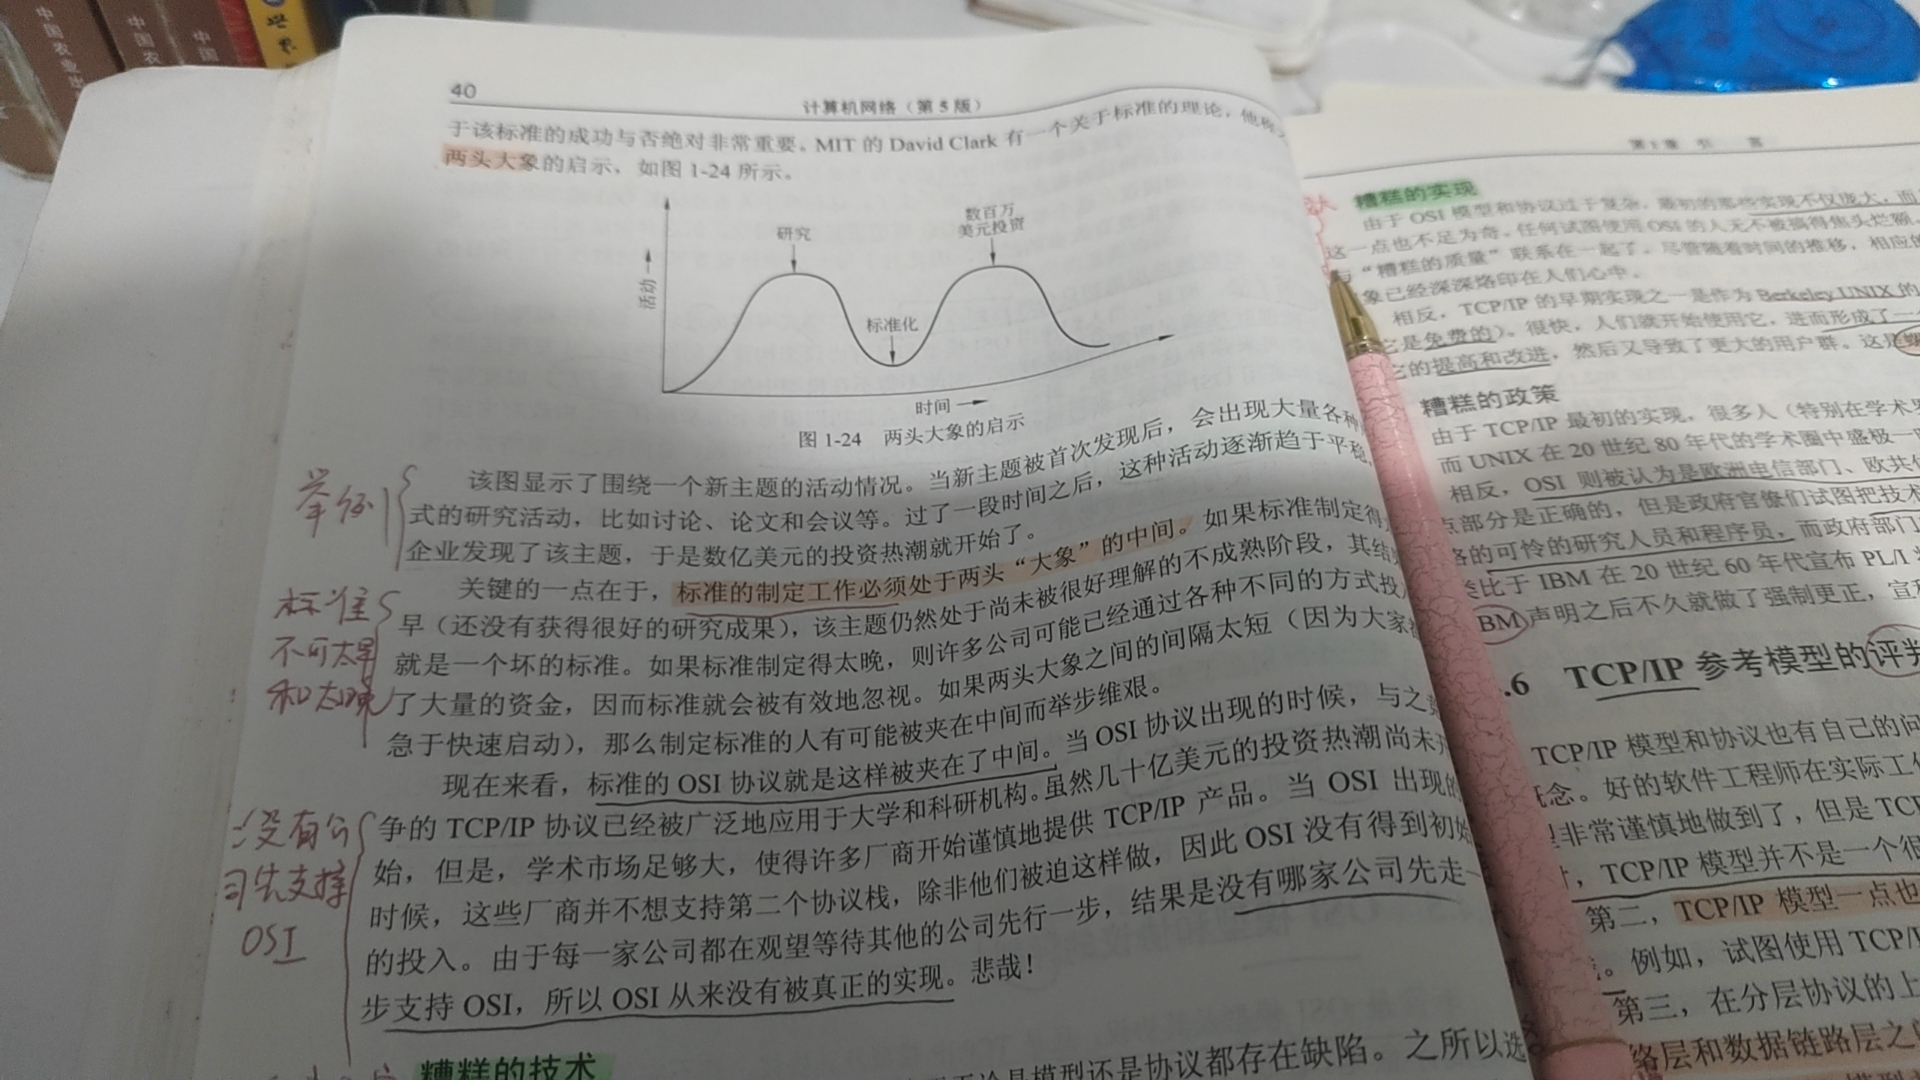 中国农业出
中国
中国
世界
40
计算机网络（第 5 版）
于该标准的成功与否绝对非常重要。MIT 的 David Clark 有一个关于标准的理论，他称
两头大象的启示，如图 1-24 所示。
活动
研究
标准化
数百万
美元投资
时间
图 1-24 两头大象的启示
该图显示了围绕一个新主题的活动情况。当新主题被首次发现后，会出现大量各种
式的研究活动，比如讨论、论文和会议等。过了一段时间之后，这种活动逐渐趋于平稳，
企业发现了该主题，于是数亿美元的投资热潮就开始了。
举例
关键的一点在于，标准的制定工作必须处于两头“大象”的中间。如果标准制定得
早（还没有获得很好的研究成果），该主题仍然处于尚未被很好理解的不成熟阶段，其结
就是一个坏的标准。如果标准制定得太晚，则许多公司可能已经通过各种不同的方式投
了大量的资金，因而标准就会被有效地忽视。如果两头大象之间的间隔太短（因为大家
急于快速启动），那么制定标准的人有可能被夹在中间而举步维艰。
标准
不可太早
和太晚
现在来看，标准的 OSI 协议就是这样被夹在了中间。当 OSI 协议出现的时候，与之
争的 TCP/IP 协议已经被广泛地应用于大学和科研机构。虽然几十亿美元的投资热潮尚未
始，但是，学术市场足够大，使得许多厂商开始谨慎地提供 TCP/IP 产品。当 OSI 出现的
时候，这些厂商并不想支持第二个协议栈，除非他们被迫这样做，因此 OSI 没有得到初始
的投入。由于每一家公司都在观望等待其他的公司先行一步，结果是没有哪家公司先走一
步支持 OSI，所以 OSI 从来没有被真正的实现。悲哉！
没有公
司先支持
OSI
糟糕的技术
无论是模型还是协议都存在缺陷。之所以选
第 1 章 引 言
糟糕的实现
由于 OSI 模型和协议过于复杂，最初的那些实现不仅庞大，而
这一点也不足为奇。任何试图使用 OSI 的人无不被搞得焦头烂额。
与“糟糕的质量”联系在一起了。尽管随着时间的推移，相应的
象已经深深烙印在人们心中。
相反，TCP/IP 的早期实现之一是作为 Berkeley UNIX 的
它是免费的）。很快，人们就开始使用它，进而形成了一
它的提高和改进，然后又导致了更大的用户群。这是
糟糕的政策
由于 TCP/IP 最初的实现，很多人（特别在学术界
而 UNIX 在 20 世纪 80 年代的学术圈中盛极一
相反，OSI 则被认为是欧洲电信部门、欧共体
点部分是正确的，但是政府官僚们试图把技术
络的可怜的研究人员和程序员，而政府部门
类比于 IBM 在 20 世纪 60 年代宣布 PL/I
BM 声明之后不久就做了强制更正，宣
.6 TCP/IP 参考模型的评判
TCP/IP 模型和协议也有自己的问
概念。好的软件工程师在实际工作
非常谨慎地做到了，但是 TCP
，TCP/IP 模型并不是一个很
第二，TCP/IP 模型一点也
。例如，试图使用 TCP/
第三，在分层协议的上
络层和数据链路层之间